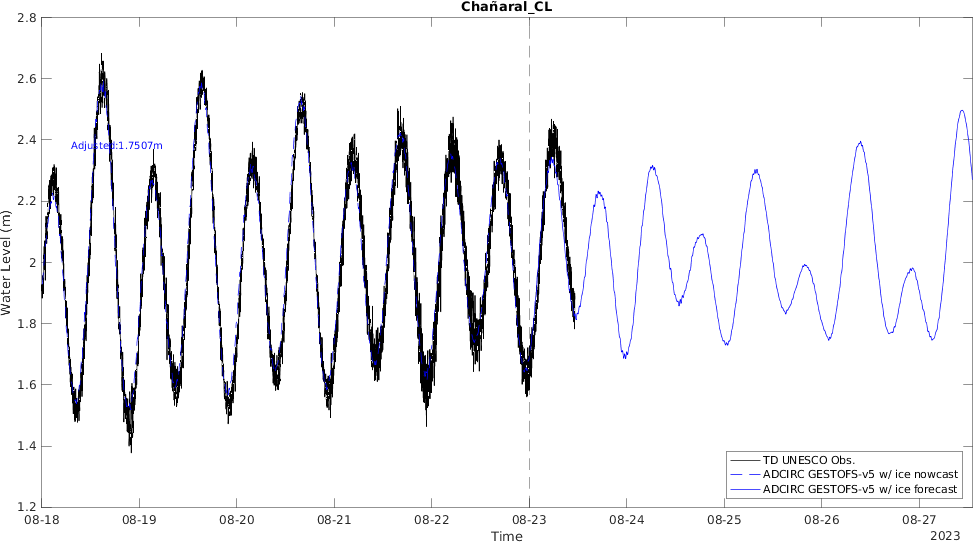 Chañaral_CL
2.8
2.6
2.4
2.2
2
1.8
1.6
1.4
1.2
Water Level (m)
Adjusted:1.7507m
TD UNESCO Obs.
ADCIRC GESTOFS-v5 w/ ice nowcast
ADCIRC GESTOFS-v5 w/ ice forecast
08-18 08-19 08-20 08-21 08-22 08-23 08-24 08-25 08-26 08-27
Time
2023